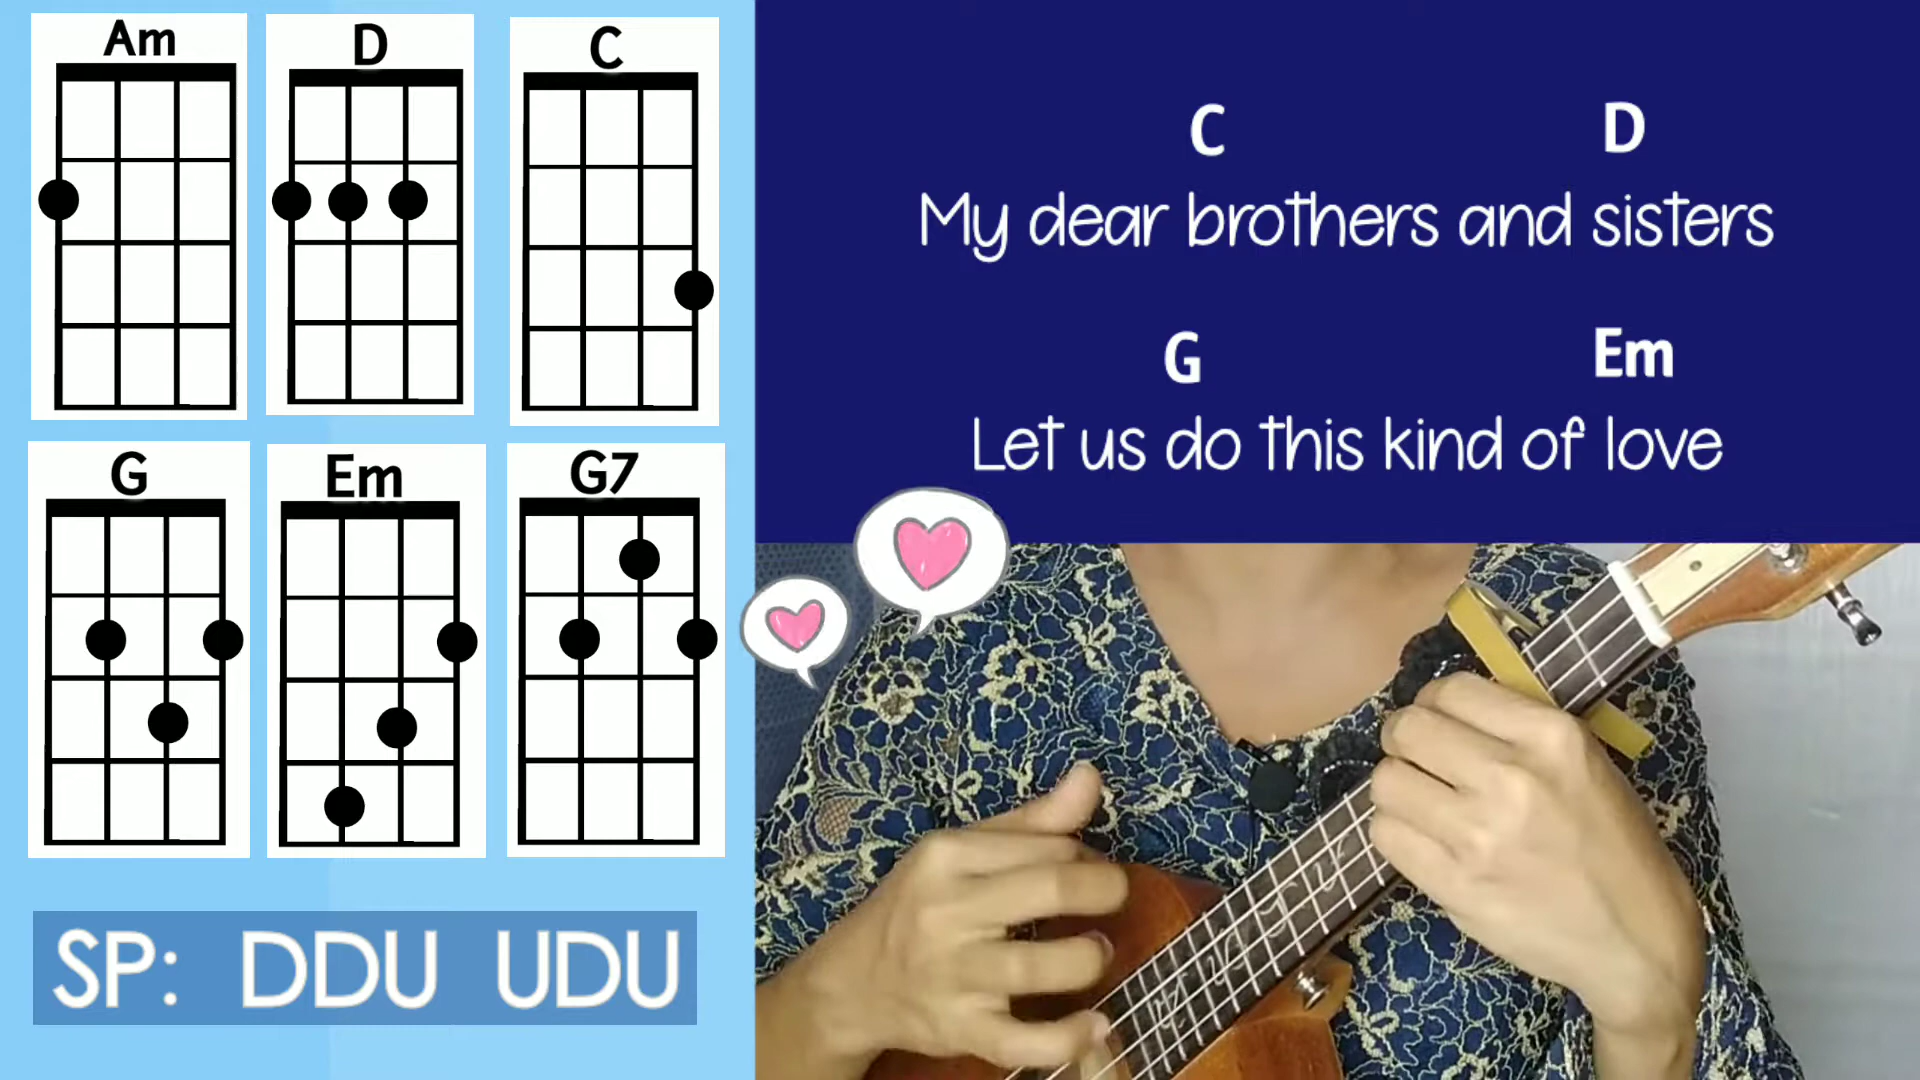 Am D C
G Em G7
SP: DDU UDU
C D
My dear brothers and sisters
G Em
Let us do this kind of love